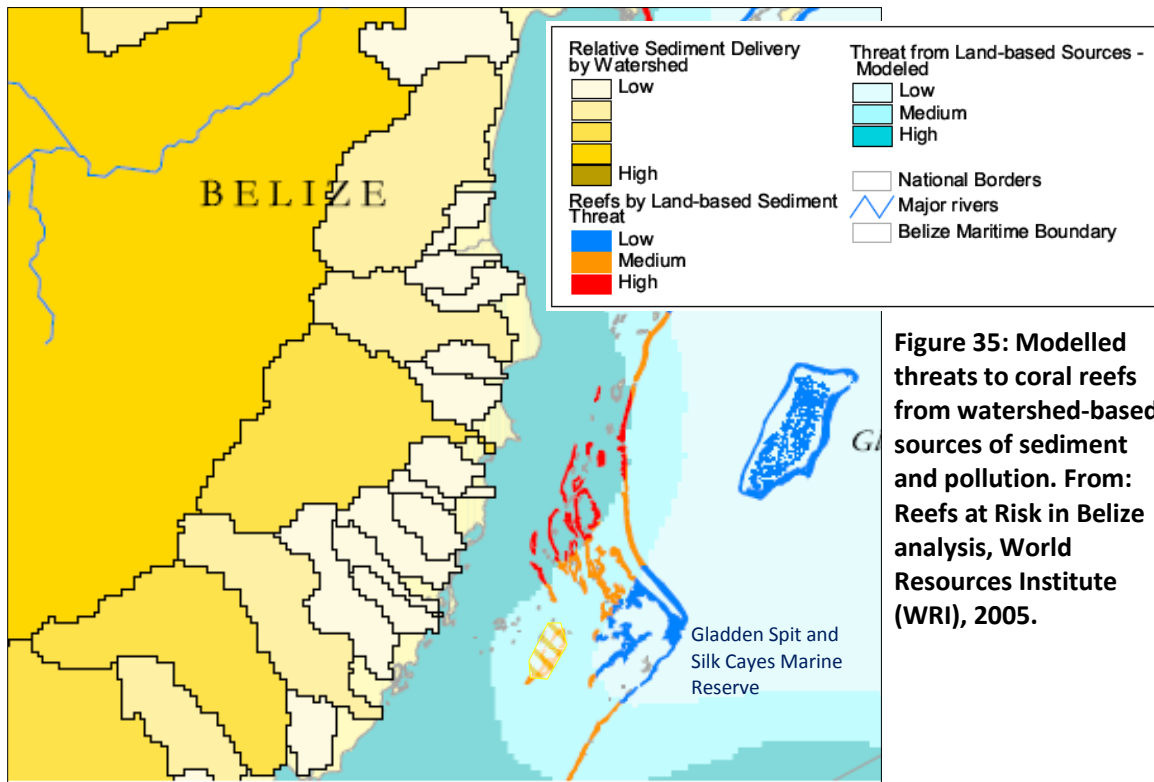 Relative Sediment Delivery
by Watershed
Low
High
Reefs by Land-based Sediment
Threat
Low
Medium
High
Threat from Land-based Sources -
Modeled
Low
Medium
High
National Borders
Major rivers
Belize Maritime Boundary
BELIZE
Gl
Gladden Spit and
Silk Cayes Marine
Reserve
Figure 35: Modelled
threats to coral reefs
from watershed-based
sources of sediment
and pollution. From:
Reefs at Risk in Belize
analysis, World
Resources Institute
(WRI), 2005.